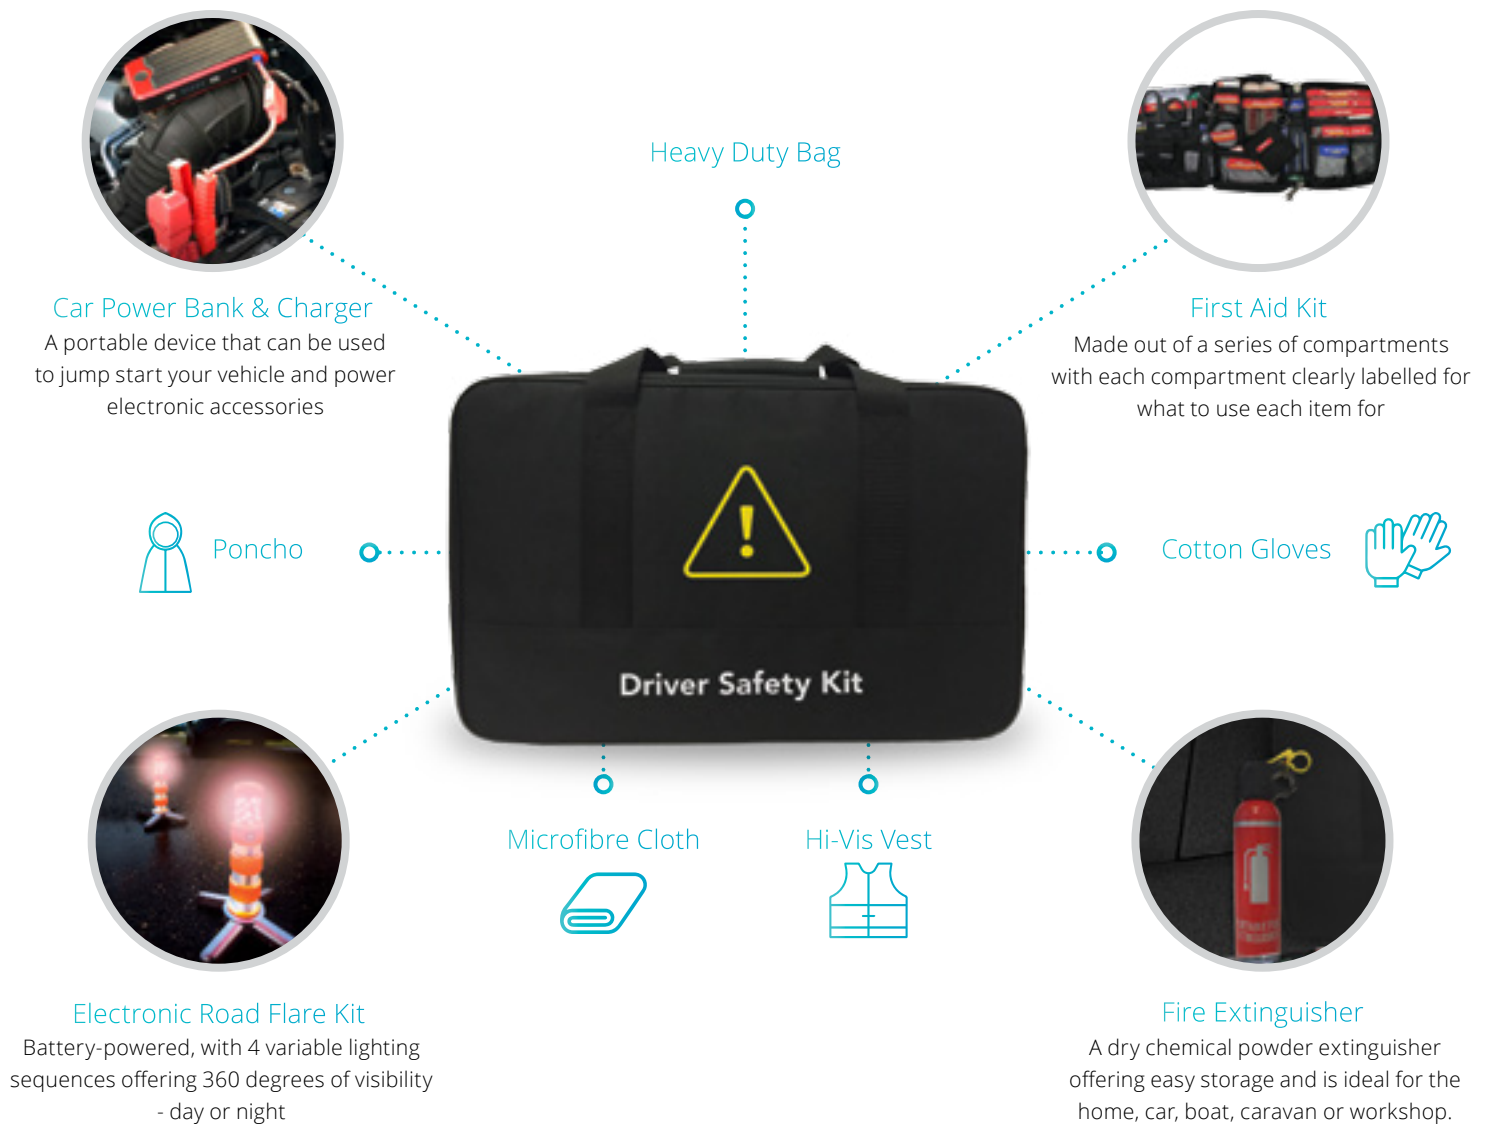 Heavy Duty Bag
Car Power Bank & Charger
A portable device that can be used
to jump start your vehicle and power
electronic accessories
First Aid Kit
Made out of a series of compartments
with each compartment clearly labelled for
what to use each item for
Poncho
!
Cotton Gloves
Driver Safety Kit
Microfibre Cloth
Hi-Vis Vest
Electronic Road Flare Kit
Battery-powered, with 4 variable lighting
sequences offering 360 degrees of visibility
- day or night
Fire Extinguisher
A dry chemical powder extinguisher
offering easy storage and is ideal for the
home, car, boat, caravan or workshop.